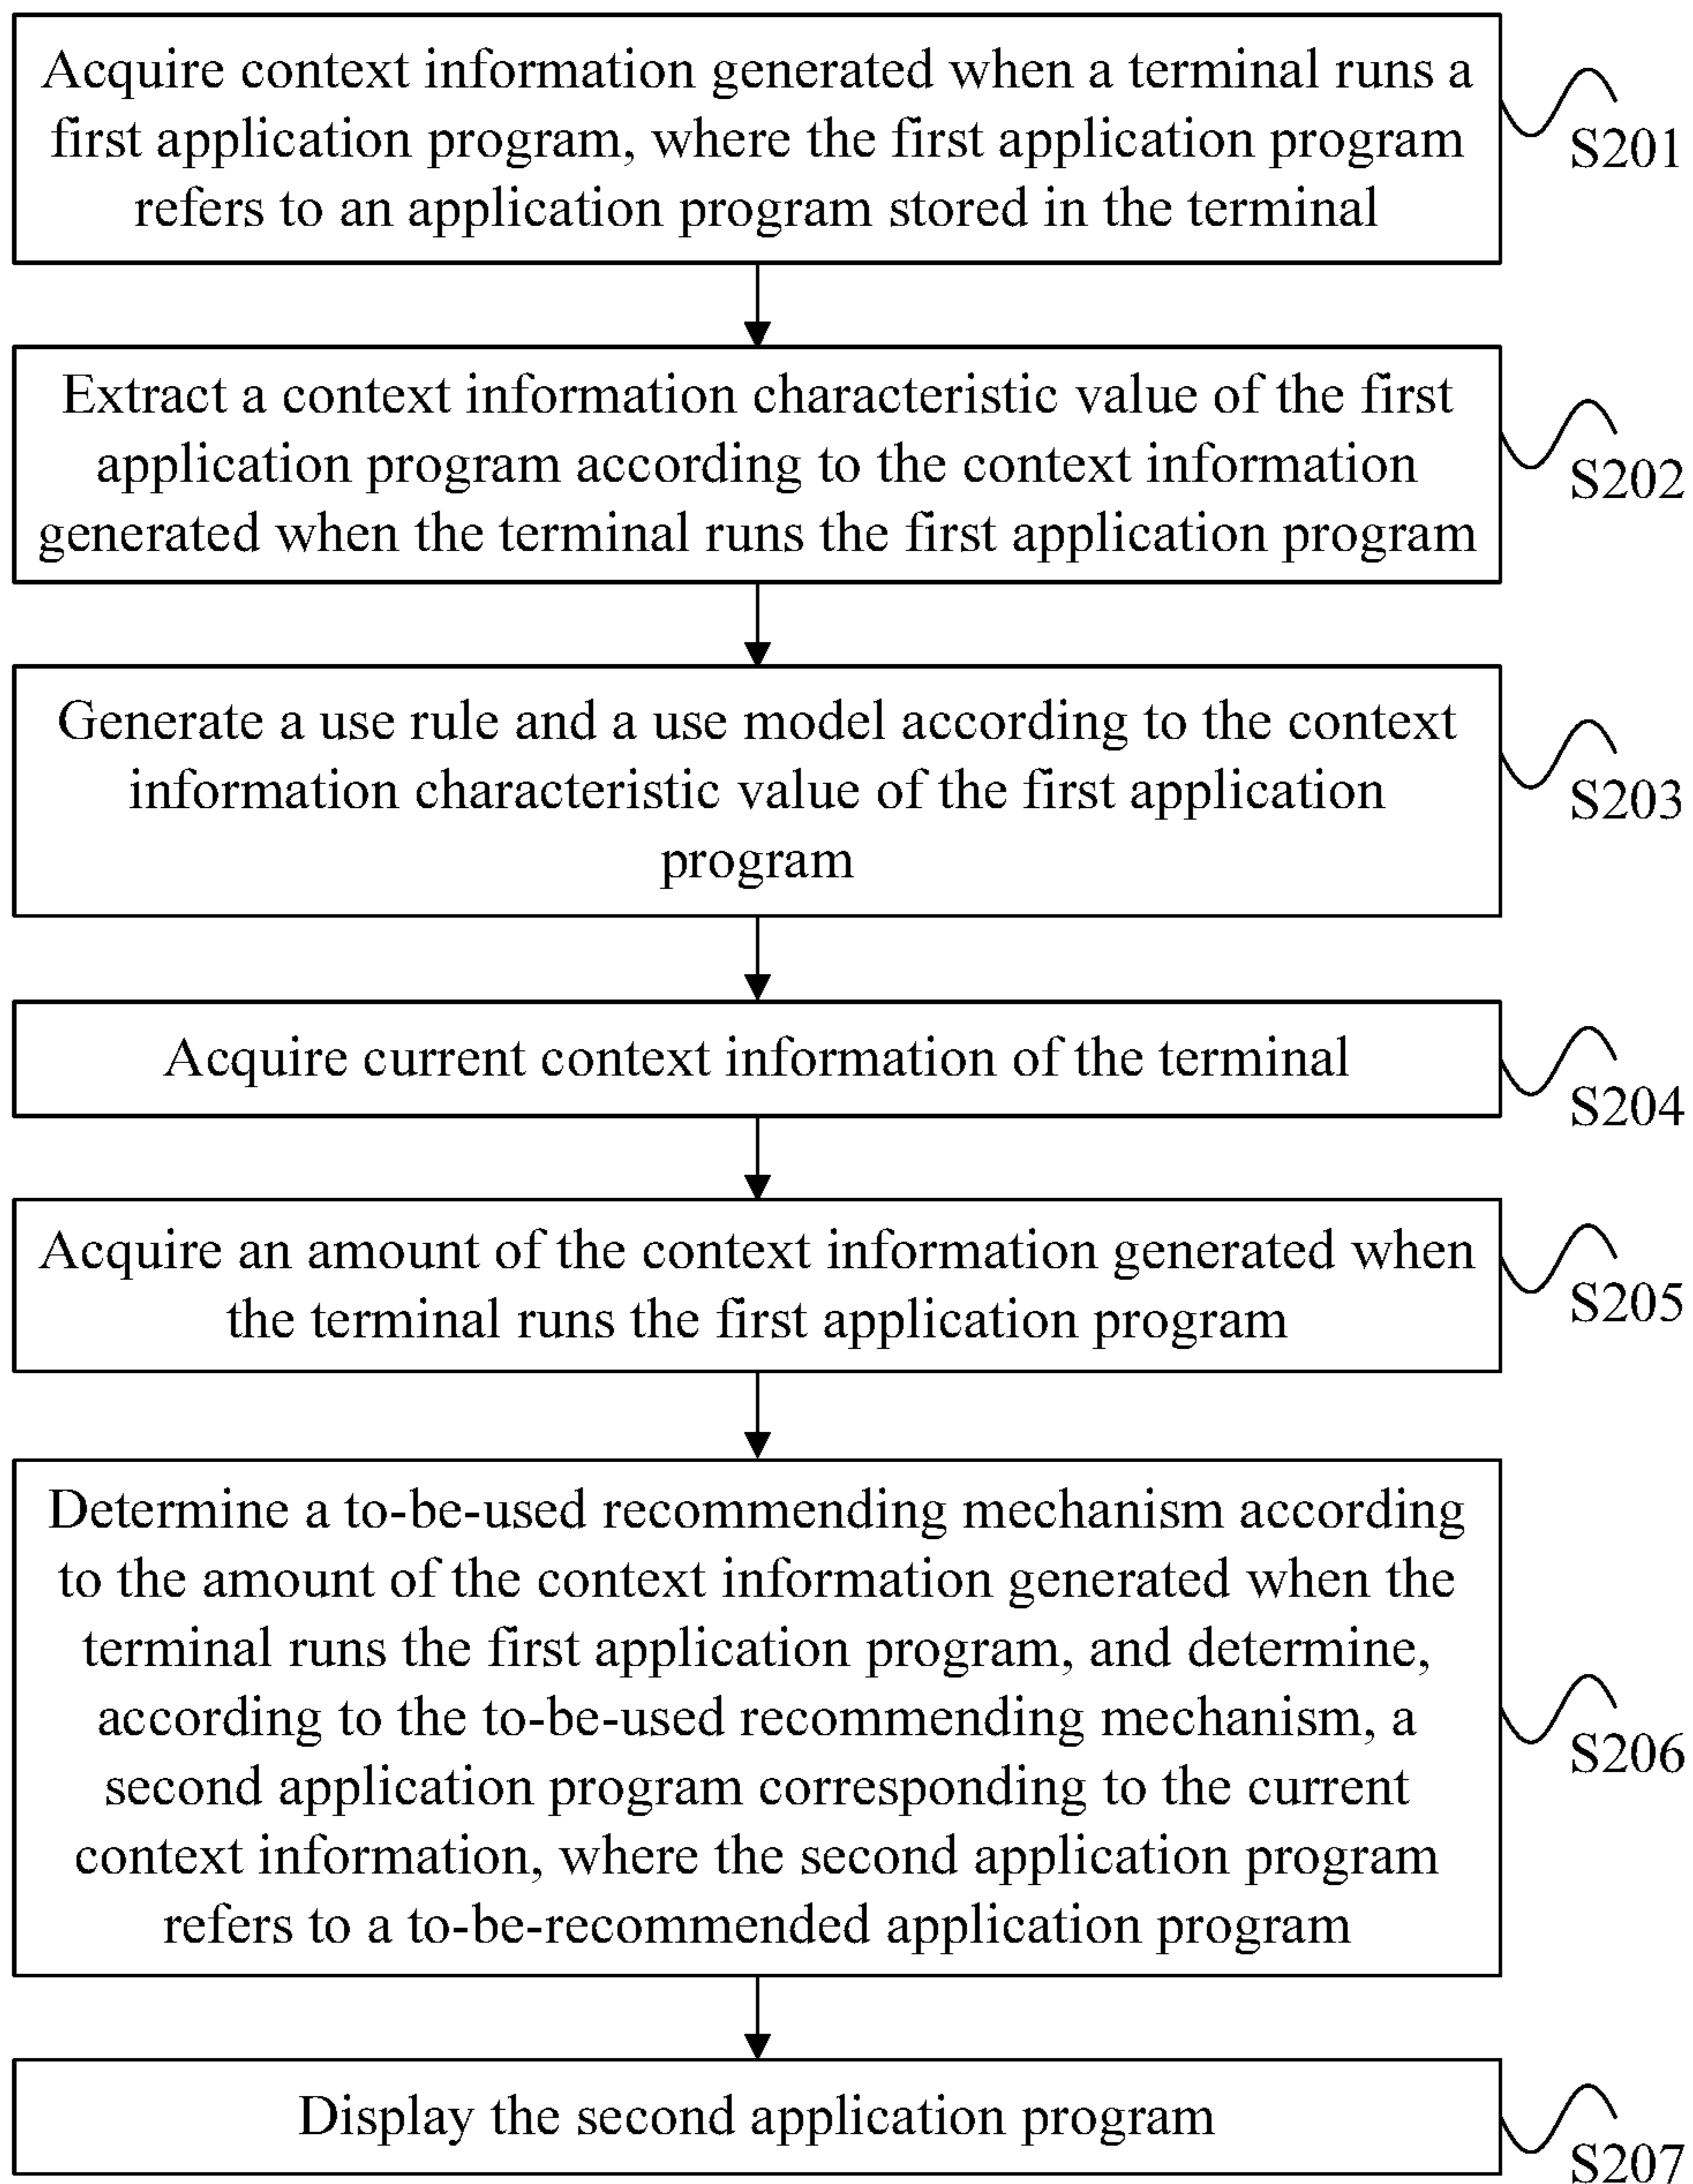 Acquire context information generated when a terminal runs a
first application program, where the first application program
refers to an application program stored in the terminal
S201
Extract a context information characteristic value of the first
application program according to the context information
generated when the terminal runs the first application program
S202
Generate a use rule and a use model according to the context
information characteristic value of the first application
program
S203
Acquire current context information of the terminal
S204
Acquire an amount of the context information generated when
the terminal runs the first application program
S205
Determine a to-be-used recommending mechanism according
to the amount of the context information generated when the
terminal runs the first application program, and determine,
according to the to-be-used recommending mechanism, a
second application program corresponding to the current
context information, where the second application program
refers to a to-be-recommended application program
S206
Display the second application program
S207